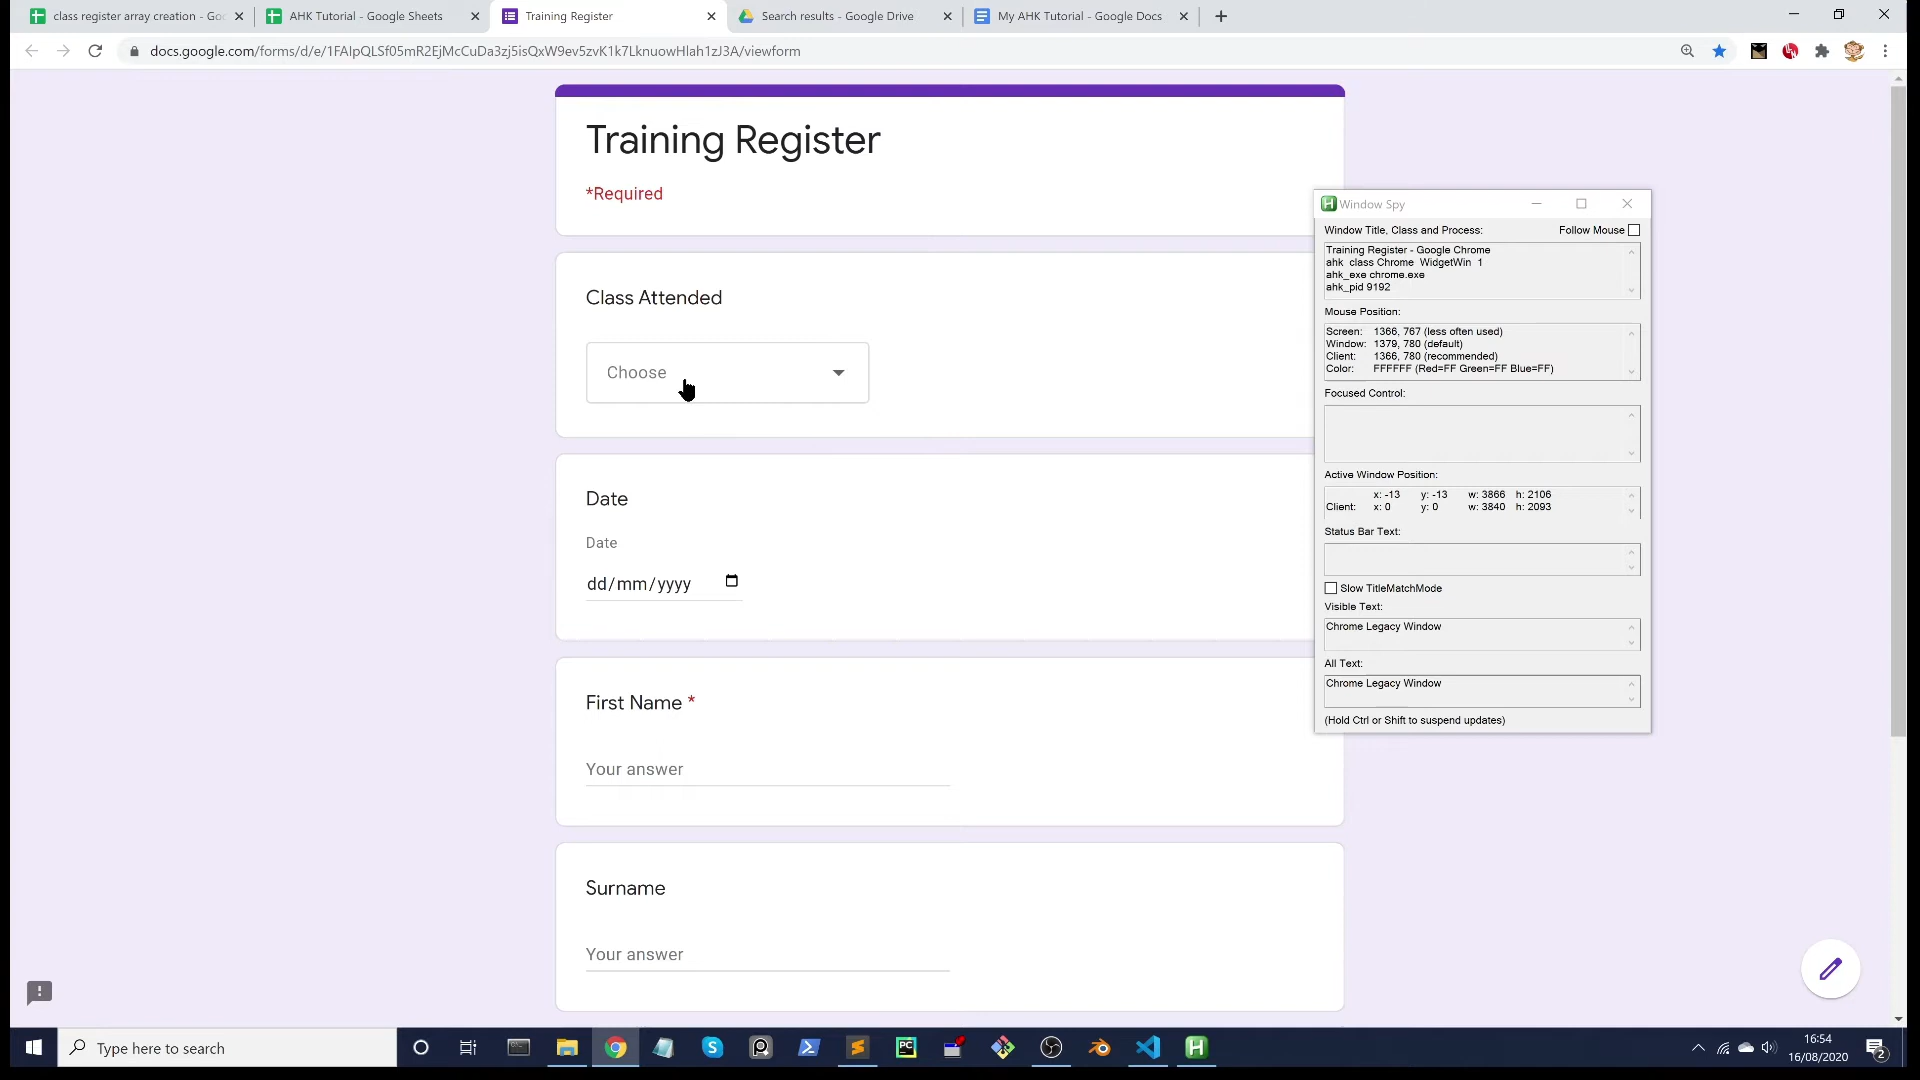 class register array creation - Goo
AHK Tutorial - Google Sheets
Training Register
Search results - Google Drive
My AHK Tutorial - Google Docs
docs.google.com/forms/d/e/1FAIpQLSf05mR2EjMcCuDa3zj5isQxW9ev5zvK1k7LknuowHlah1zJ3A/viewform
Training Register
*Required
Class Attended
Choose
Date
Date
dd/mm/yyyy
First Name *
Your answer
Surname
Your answer
Window Spy
Window Title, Class and Process:
Follow Mouse
Training Register - Google Chrome
ahk_class Chrome_WidgetWin_1
ahk_exe chrome.exe
ahk_pid 9192
Mouse Position:
Screen: 1366, 767 (less often used)
Window: 1379, 780 (default)
Client: 1366, 780 (recommended)
Color: FFFFFF (Red=FF Green=FF Blue=FF)
Focused Control:
Active Window Position:
x: -13 y: -13 w: 3866 h: 2106
Client: x: 0 y: 0 w: 3840 h: 2093
Status Bar Text:
Slow TitleMatchMode
Visible Text:
Chrome Legacy Window
All Text:
Chrome Legacy Window
(Hold Ctrl or Shift to suspend updates)
Type here to search
16:54
16/08/2020
2